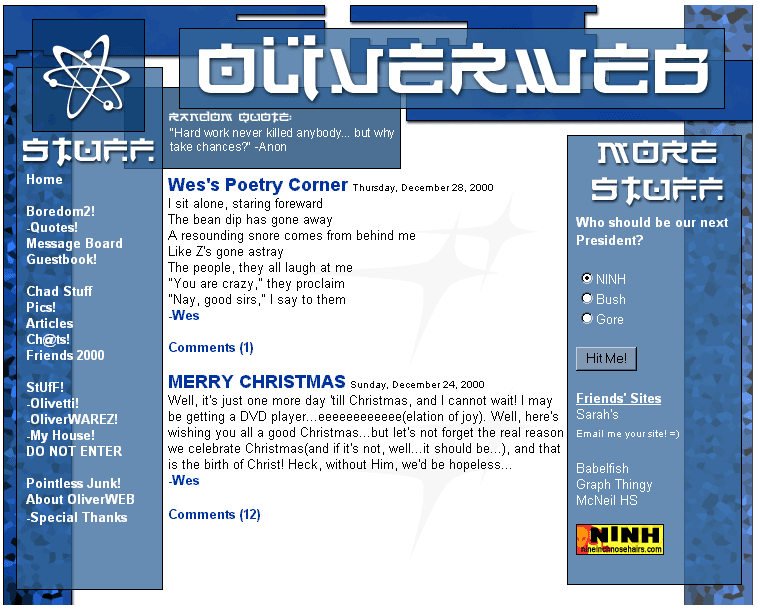 OLIVERWEB
RANDOM QUOTE:
"Hard work never killed anybody... but why
take chances?" -Anon
STUFF
Home
Boredom2!
-Quotes!
Message Board
Guestbook!
Chad Stuff
Pics!
Articles
Ch@ts!
Friends 2000
StUfF!
-Olivetti!
-OliverWAREZ!
-My House!
DO NOT ENTER
Pointless Junk!
About OliverWEB
-Special Thanks
Wes's Poetry Corner Thursday, December 28, 2000
I sit alone, staring foreward
The bean dip has gone away
A resounding snore comes from behind me
Like Z's gone astray
The people, they all laugh at me
"You are crazy," they proclaim
"Nay, good sirs," I say to them
-Wes
Comments (1)
MERRY CHRISTMAS Sunday, December 24, 2000
Well, it's just one more day 'till Christmas, and I cannot wait! I may
be getting a DVD player...eeeeeeeeeeee(elation of joy). Well, here's
wishing you all a good Christmas...but let's not forget the real reason
we celebrate Christmas(and if it's not, well...it should be...), and that
is the birth of Christ! Heck, without Him, we'd be hopeless...
-Wes
Comments (12)
MORE
STUFF
Who should be our next
President?
NINH
Bush
Gore
Hit Me!
Friends' Sites
Sarah's
Email me your site! =)
Babelfish
Graph Thingy
McNeil HS
NINH
nineinchnosehairs.com